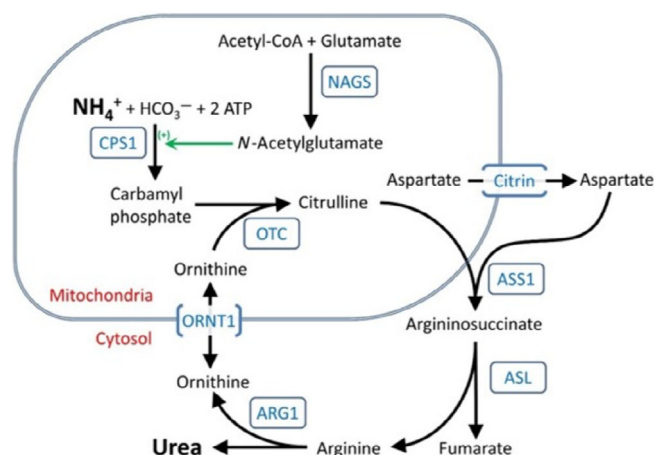 Acetyl-CoA + Glutamate
NAGS
NH₄⁺ + HCO₃⁻ + 2 ATP
CPS1
(+)
N-Acetylglutamate
Aspartate
Citrin
Aspartate
Carbamyl
phosphate
Citrulline
OTC
Ornithine
ASS1
Mitochondria
ORNT1
Cytosol
Argininosuccinate
Ornithine
ASL
ARG1
Urea
Arginine
Fumarate